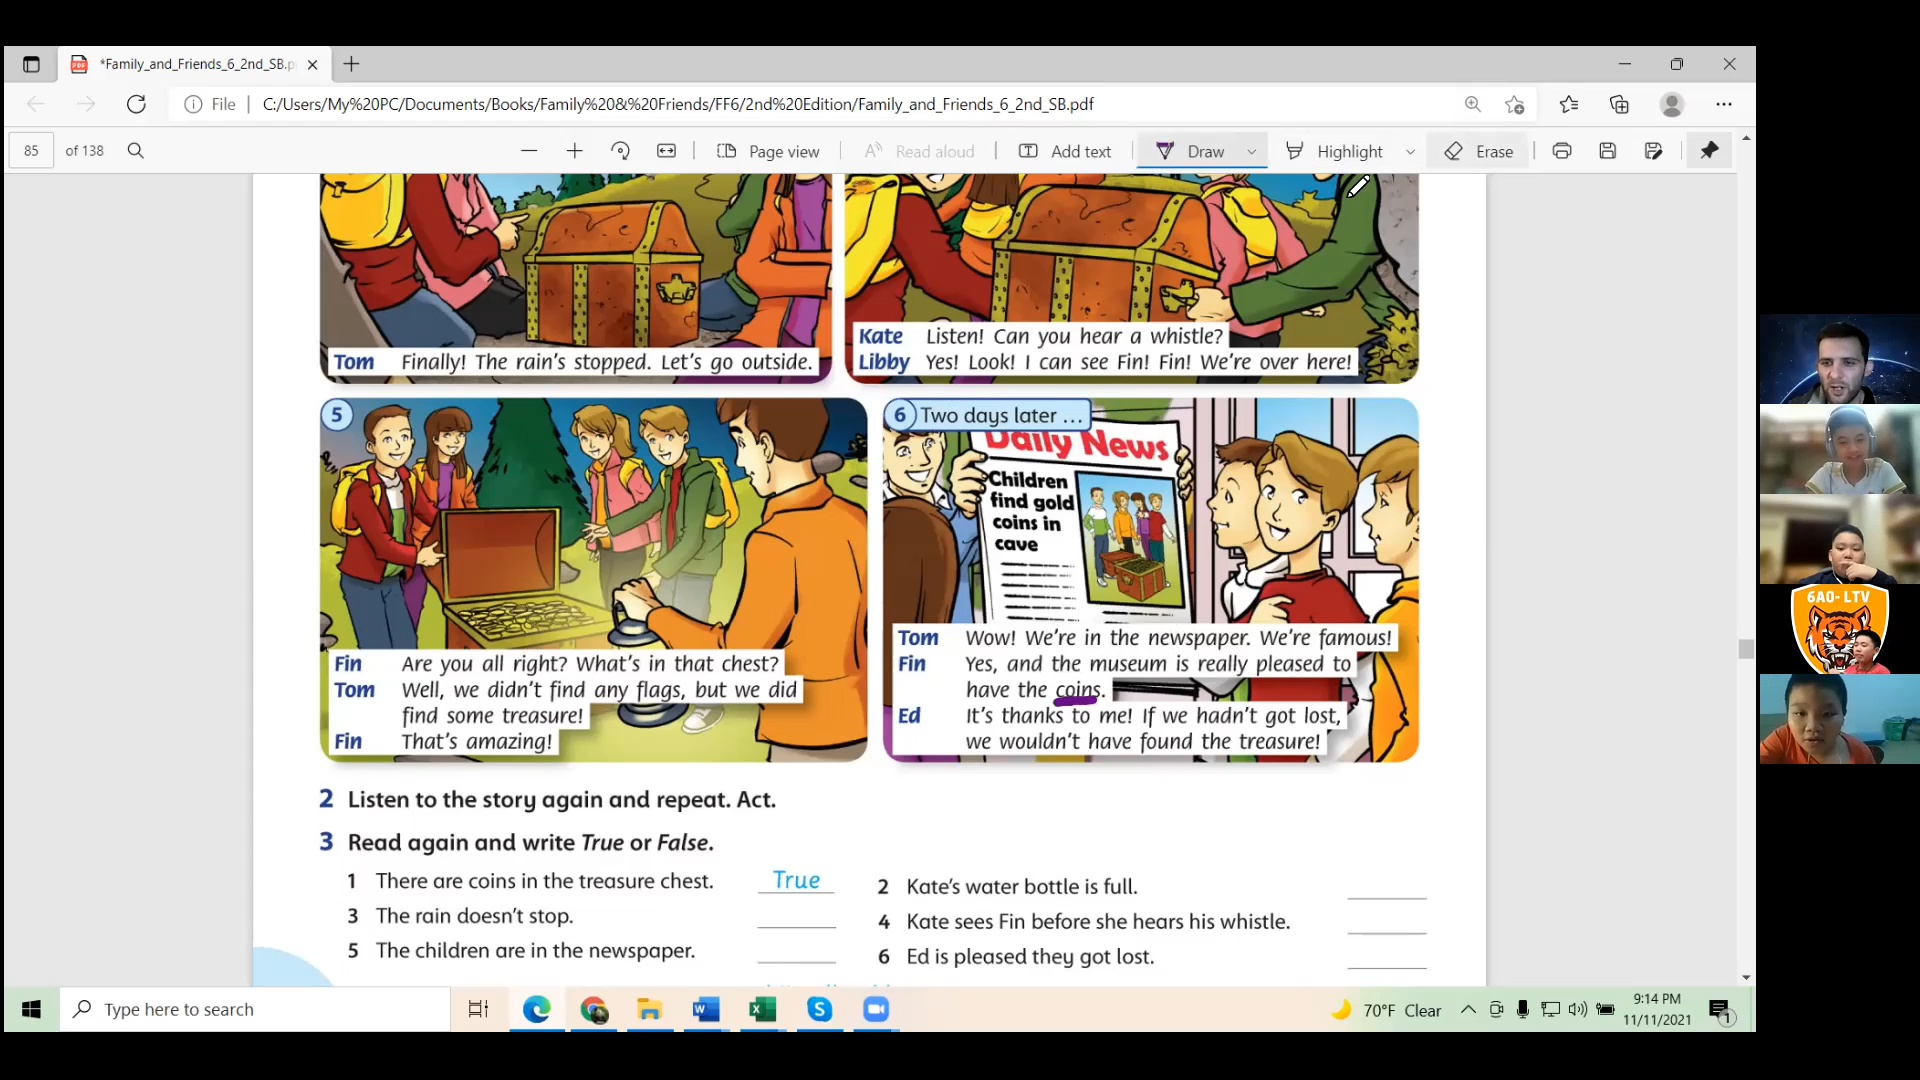 *Family_and_Friends_6_2nd_SB.p
File
C:/Users/My%20PC/Documents/Books/Family%20&%20Friends/FF6/2nd%20Edition/Family_and_Friends_6_2nd_SB.pdf
85 of 138
Page view
Read aloud
Add text
Draw
Highlight
Erase
Tom Finally! The rain's stopped. Let's go outside.
Kate Listen! Can you hear a whistle?
Libby Yes! Look! I can see Fin! Fin! We're over here!
5
Fin Are you all right? What's in that chest?
Tom Well, we didn't find any flags, but we did
find some treasure!
Fin That's amazing!
6 Two days later ...
Daily News
Children
find gold
coins in
cave
Tom Wow! We're in the newspaper. We're famous!
Fin Yes, and the museum is really pleased to
have the coins.
Ed It's thanks to me! If we hadn't got lost,
we wouldn't have found the treasure!
2 Listen to the story again and repeat. Act.
3 Read again and write True or False.
1 There are coins in the treasure chest. True
2 Kate's water bottle is full.
3 The rain doesn't stop.
4 Kate sees Fin before she hears his whistle.
5 The children are in the newspaper.
6 Ed is pleased they got lost.
6A0-LTV
Type here to search
70°F Clear
9:14 PM
11/11/2021
1